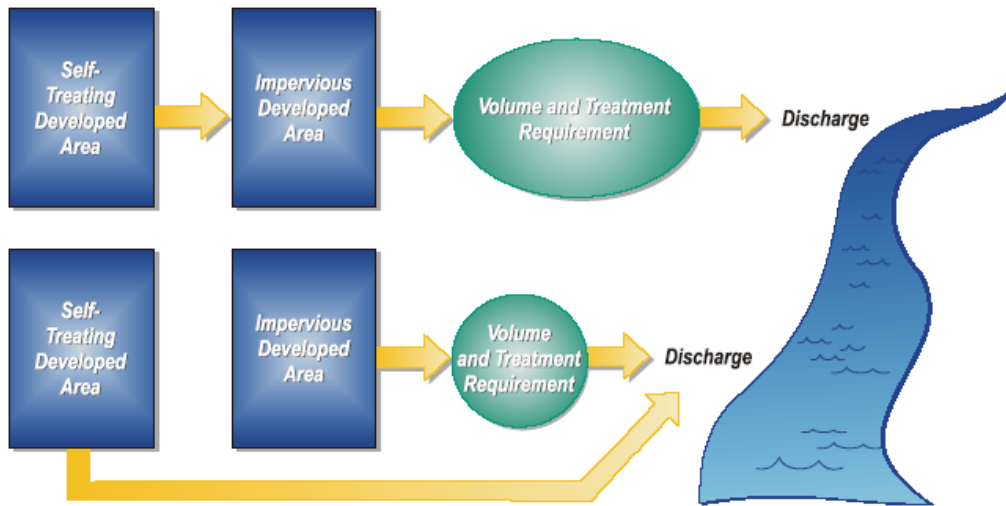 Self-
Treating
Developed
Area
Impervious
Developed
Area
Volume and Treatment
Requirement
Discharge
Self-
Treating
Developed
Area
Impervious
Developed
Area
Volume
and Treatment
Requirement
Discharge